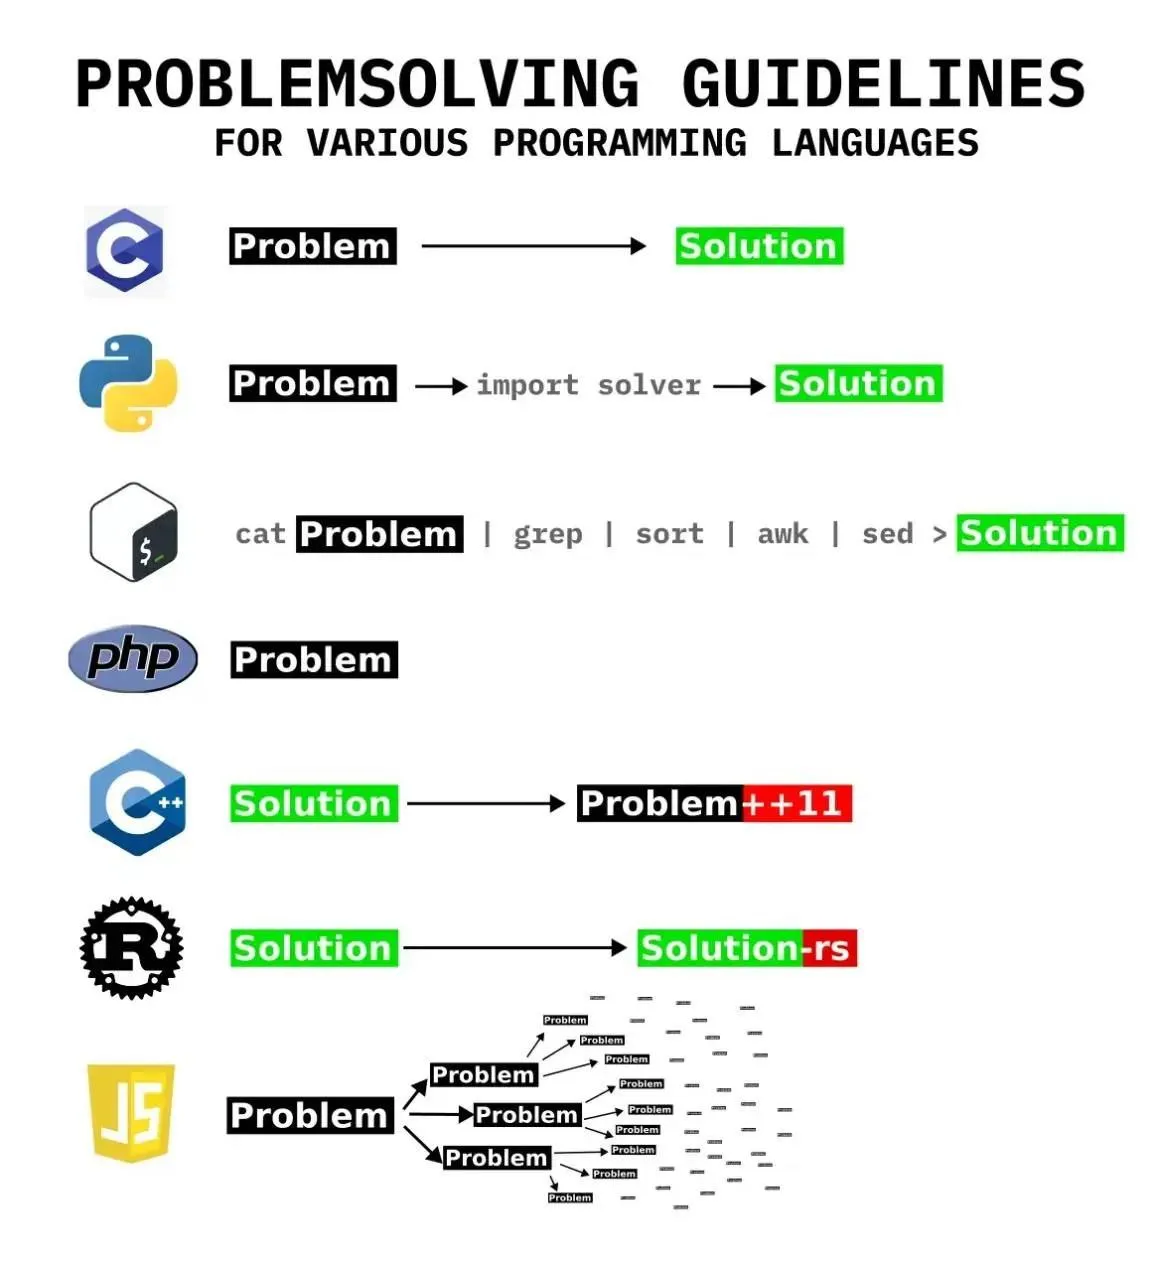 PROBLEMSOLVING GUIDELINES
FOR VARIOUS PROGRAMMING LANGUAGES
C Problem Solution
Problem import solver Solution
$_ cat Problem | grep | sort | awk | sed > Solution
php Problem
C++ Solution Problem++11
R Solution Solution-rs
Problem
Problem
Problem
Problem
Problem
JS Problem
Problem
Problem
Problem
Problem
Problem
Problem
Problem